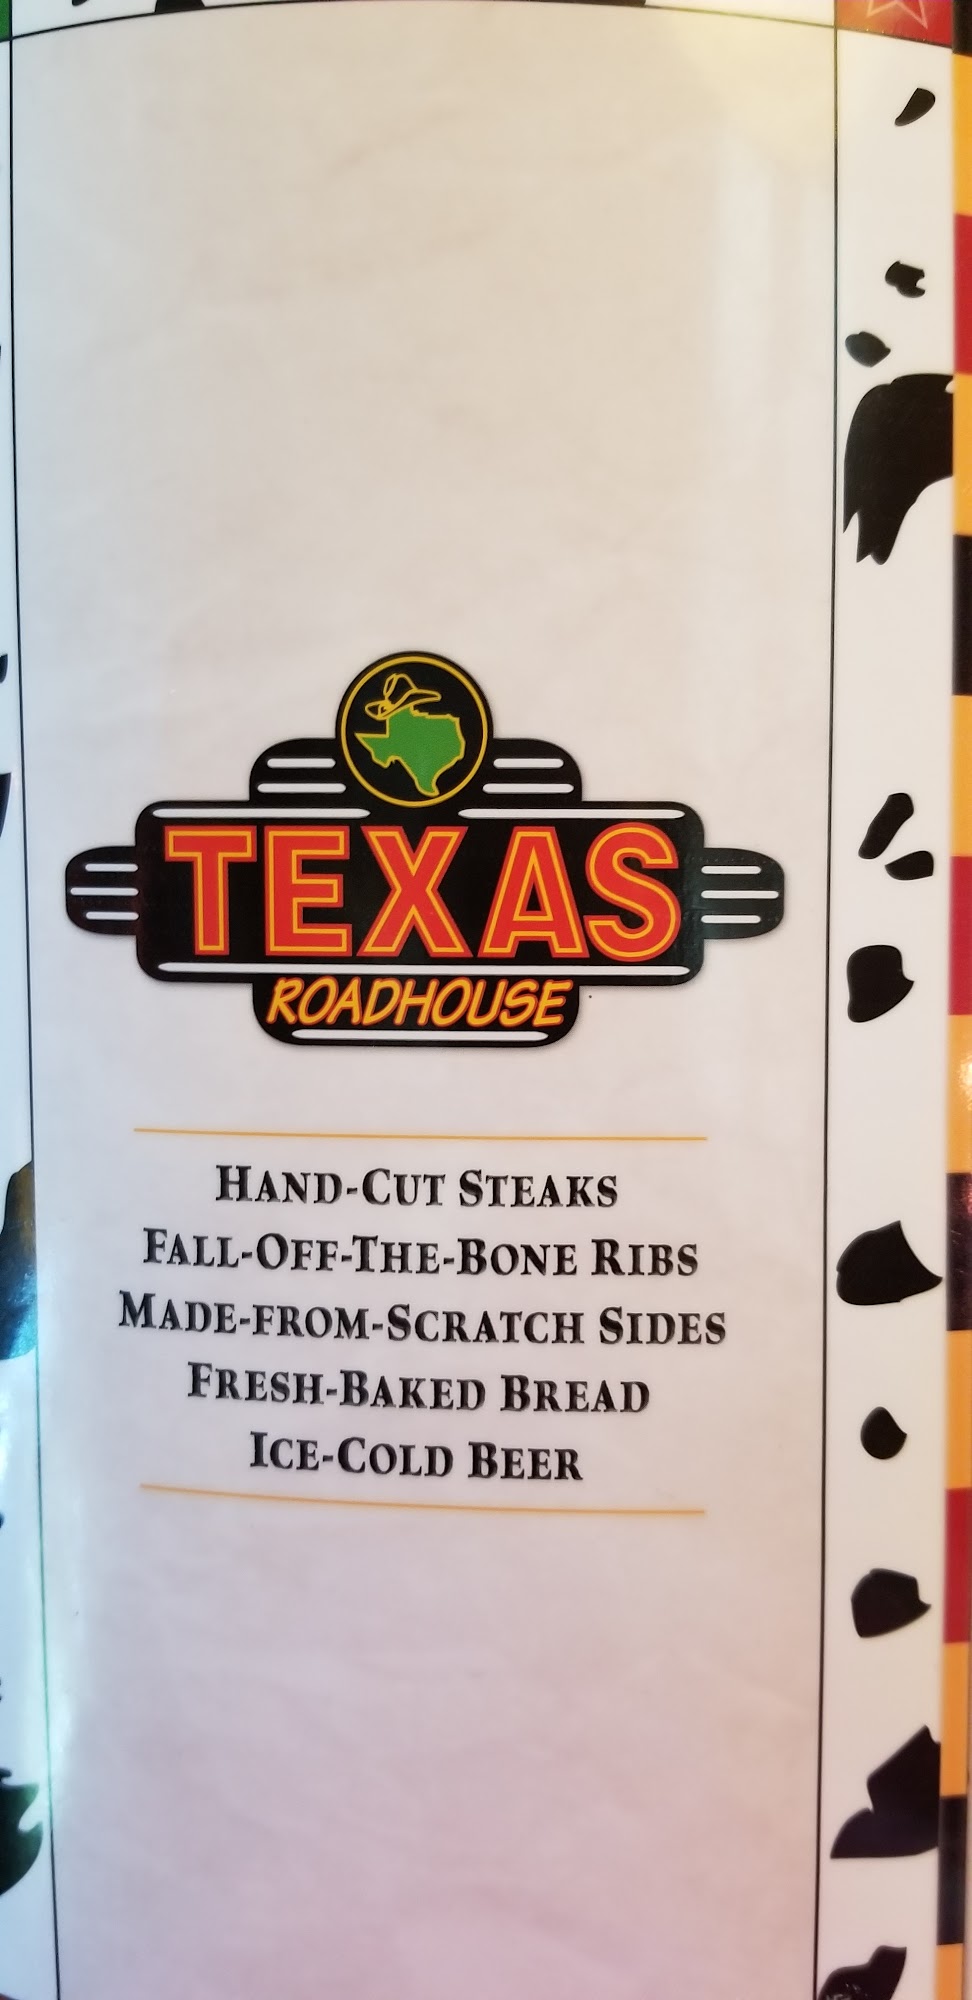 TEXAS
ROADHOUSE
HAND-CUT STEAKS
FALL-OFF-THE-BONE RIBS
MADE-FROM-SCRATCH SIDES
FRESH-BAKED BREAD
ICE-COLD BEER